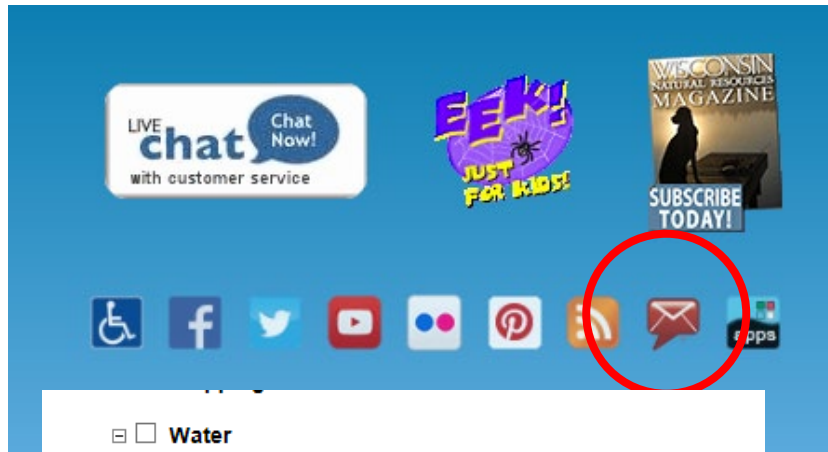 LIVE
chat
Chat
Now!
with customer service
EEK!
JUST
FOR KIDS!
WISCONSIN
NATURAL RESOURCES
MAGAZINE
SUBSCRIBE
TODAY!
f
apps
Water